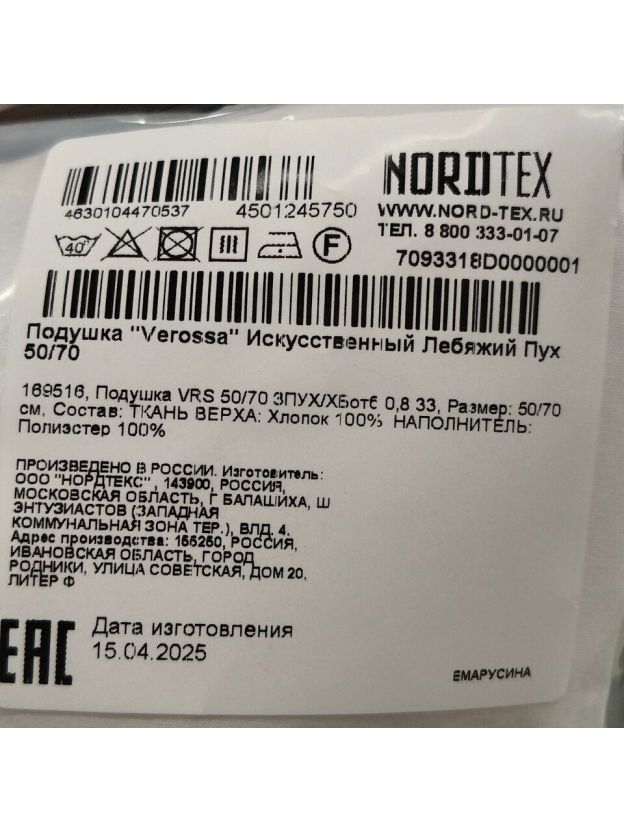 NORDTEX
4630104470537 4501245750
WWW.NORD-TEX.RU
ТЕЛ. 8 800 333-01-07
40° F
7093318D0000001
Подушка "Verossa" Искусственный Лебяжий Пух
50/70
169516, Подушка VRS 50/70 ЗПУХ/ХБотб 0,8 33, Размер: 50/70
см, Состав: ТКАНЬ ВЕРХА: Хлопок 100% НАПОЛНИТЕЛЬ:
Полиэстер 100%
ПРОИЗВЕДЕНО В РОССИИ. Изготовитель:
ООО "НОРДТЕКС" , 143900, РОССИЯ,
МОСКОВСКАЯ ОБЛАСТЬ, Г БАЛАШИХА, Ш
ЭНТУЗИАСТОВ (ЗАПАДНАЯ
КОММУНАЛЬНАЯ ЗОНА ТЕР.), ВЛД. 4.
Адрес производства: 155250, РОССИЯ,
ИВАНОВСКАЯ ОБЛАСТЬ, ГОРОД
РОДНИКИ, УЛИЦА СОВЕТСКАЯ, ДОМ 20,
ЛИТЕР Ф
EAC
Дата изготовления
15.04.2025
ЕМАРУСИНА